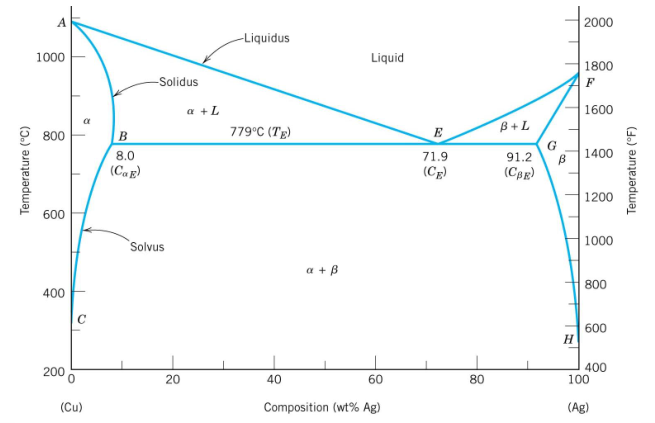 A
2000
Liquidus
1000
Liquid
1800
Solidus
F
α + L
1600
α
β + L
800
B
779°C (T_E)
E
G
1400
8.0
71.9
91.2
β
(C_αE)
(C_E)
(C_βE)
Temperature (°C)
Temperature (°F)
1200
600
Solvus
1000
α + β
800
400
C
600
H
200
400
0
20
40
60
80
100
(Cu)
Composition (wt% Ag)
(Ag)